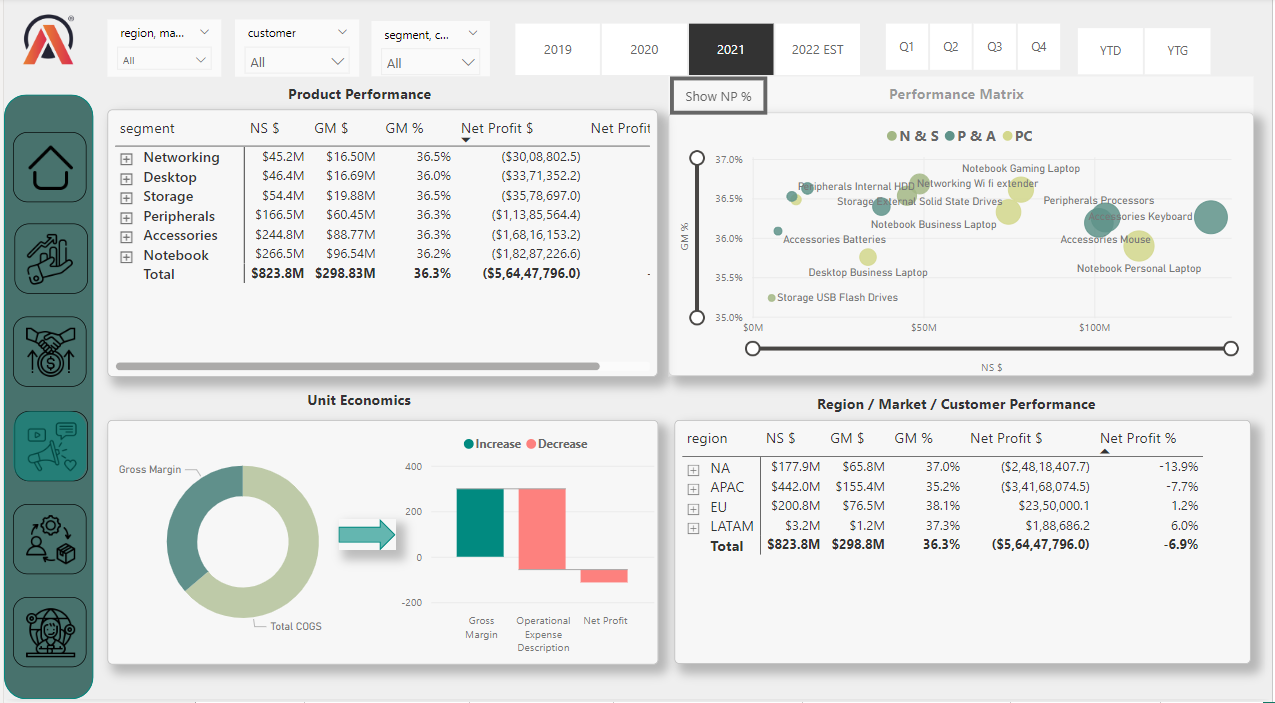 region, ma...
All
customer
All
segment, c...
All
2019
2020
2021
2022 EST
Q1
Q2
Q3
Q4
YTD
YTG
Product Performance
segment NS $ GM $ GM % Net Profit $ Net Profit
Networking $45.2M $16.50M 36.5% ($30,08,802.5)
Desktop $46.4M $16.69M 36.0% ($33,71,352.2)
Storage $54.4M $19.88M 36.5% ($35,78,697.0)
Peripherals $166.5M $60.45M 36.3% ($1,13,85,564.4)
Accessories $244.8M $88.77M 36.3% ($1,68,16,153.2)
Notebook $266.5M $96.54M 36.2% ($1,82,87,226.6)
Total $823.8M $298.83M 36.3% ($5,64,47,796.0) -
Show NP %
Performance Matrix
N & S P & A PC
GM %
37.0%
36.5%
36.0%
35.5%
35.0%
Notebook Gaming Laptop
Peripherals Internal HDD
Networking Wi fi extender
Storage External Solid State Drives
Peripherals Processors
Accessories Keyboard
Notebook Business Laptop
Accessories Batteries
Accessories Mouse
Desktop Business Laptop
Notebook Personal Laptop
Storage USB Flash Drives
$0M
$50M
$100M
NS $
Unit Economics
Gross Margin
Total COGS
Increase Decrease
400
200
0
-200
Gross
Margin
Operational
Expense
Description
Net Profit
Region / Market / Customer Performance
region NS $ GM $ GM % Net Profit $ Net Profit %
NA $177.9M $65.8M 37.0% ($2,48,18,407.7) -13.9%
APAC $442.0M $155.4M 35.2% ($3,41,68,074.5) -7.7%
EU $200.8M $76.5M 38.1% $23,50,000.1 1.2%
LATAM $3.2M $1.2M 37.3% $1,88,686.2 6.0%
Total $823.8M $298.8M 36.3% ($5,64,47,796.0) -6.9%